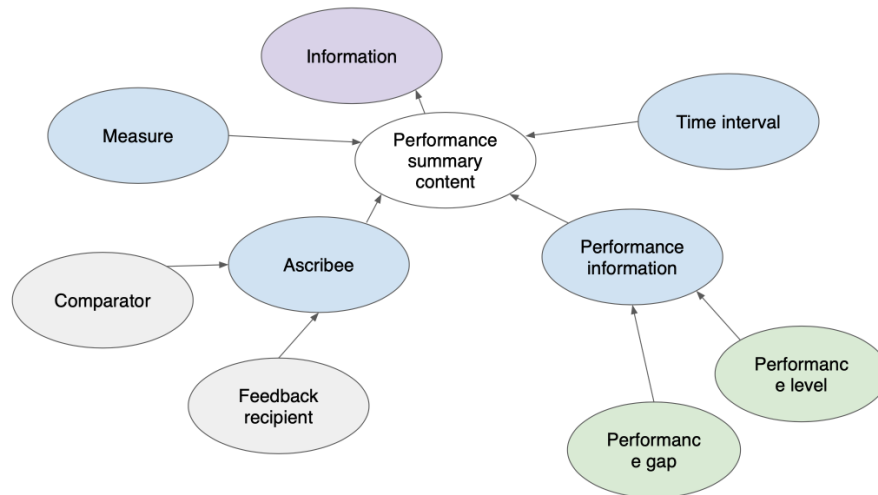 Information
Measure
Performance
summary
content
Time interval
Ascribee
Performance
information
Comparator
Feedback
recipient
Performanc
e level
Performanc
e gap